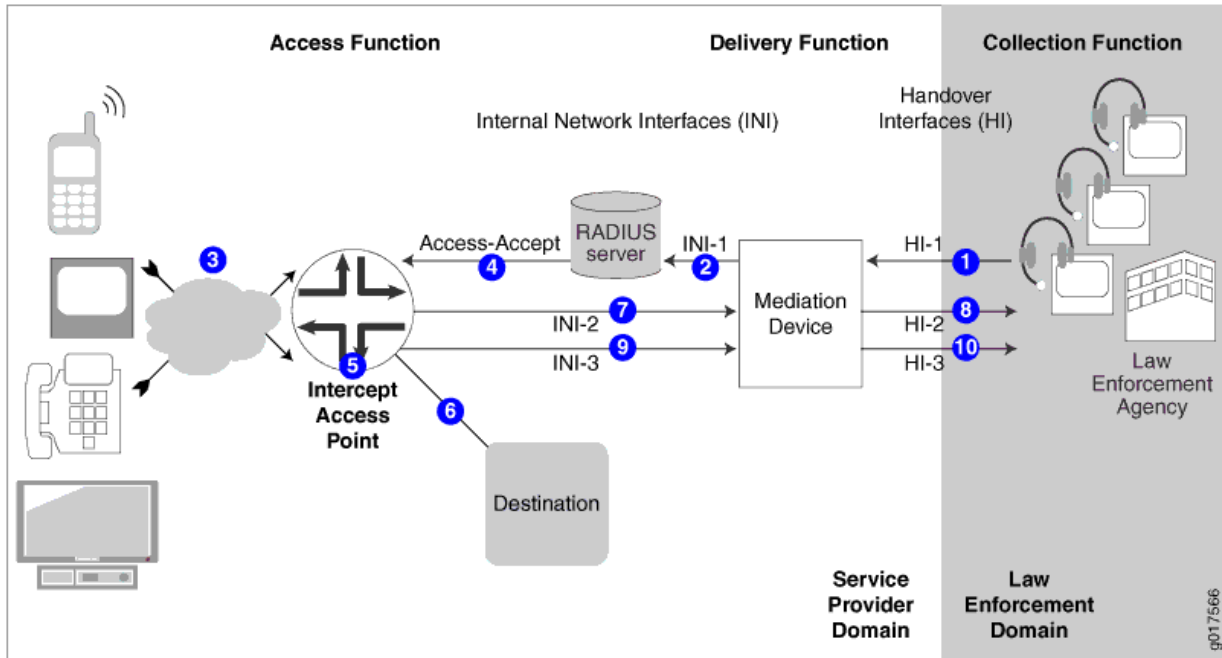 Access Function
Delivery Function
Collection Function
Internal Network Interfaces (INI)
Handover
Interfaces (HI)
Access-Accept
RADIUS
server
INI-1
HI-1
3
4
2
1
Mediation
Device
7
INI-2
8
HI-2
9
INI-3
10
HI-3
5
Intercept
Access
Point
6
Destination
Law
Enforcement
Agency
Service
Provider
Domain
Law
Enforcement
Domain
g017566